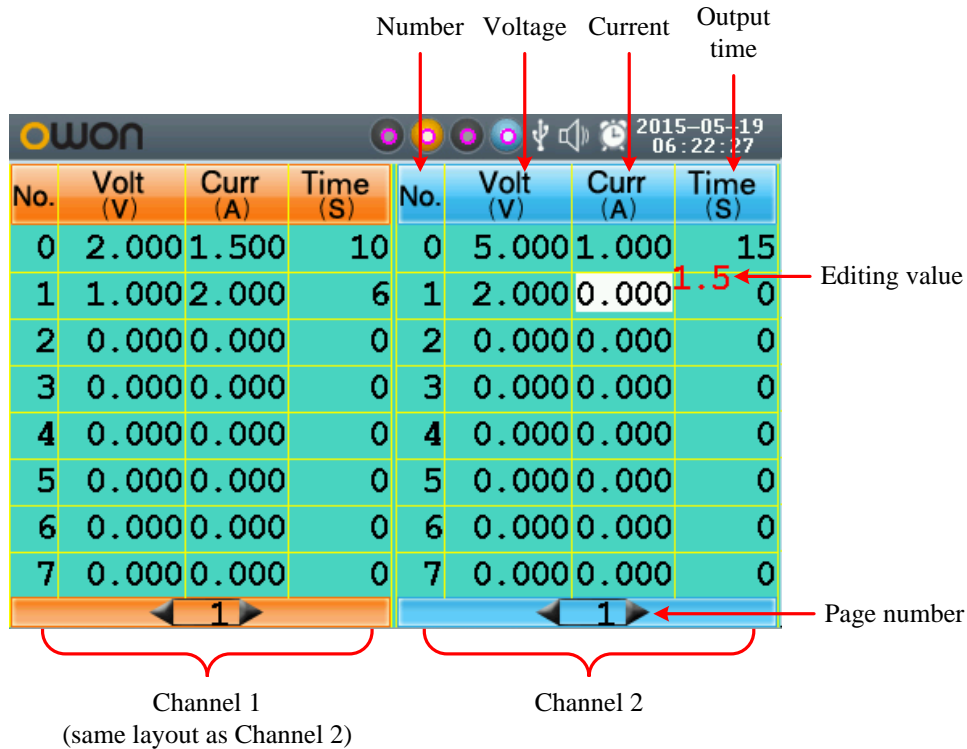 Number Voltage Current Output
time
owon 2015-05-19
06:22:27
No. Volt (V) Curr (A) Time (S) No. Volt (V) Curr (A) Time (S)
0 2.000 1.500 10 0 5.000 1.000 15
1.5 Editing value
1 1.000 2.000 6 1 2.000 0.000 0
2 0.000 0.000 0 2 0.000 0.000 0
3 0.000 0.000 0 3 0.000 0.000 0
4 0.000 0.000 0 4 0.000 0.000 0
5 0.000 0.000 0 5 0.000 0.000 0
6 0.000 0.000 0 6 0.000 0.000 0
7 0.000 0.000 0 7 0.000 0.000 0
1 1 Page number
Channel 1 Channel 2
(same layout as Channel 2)